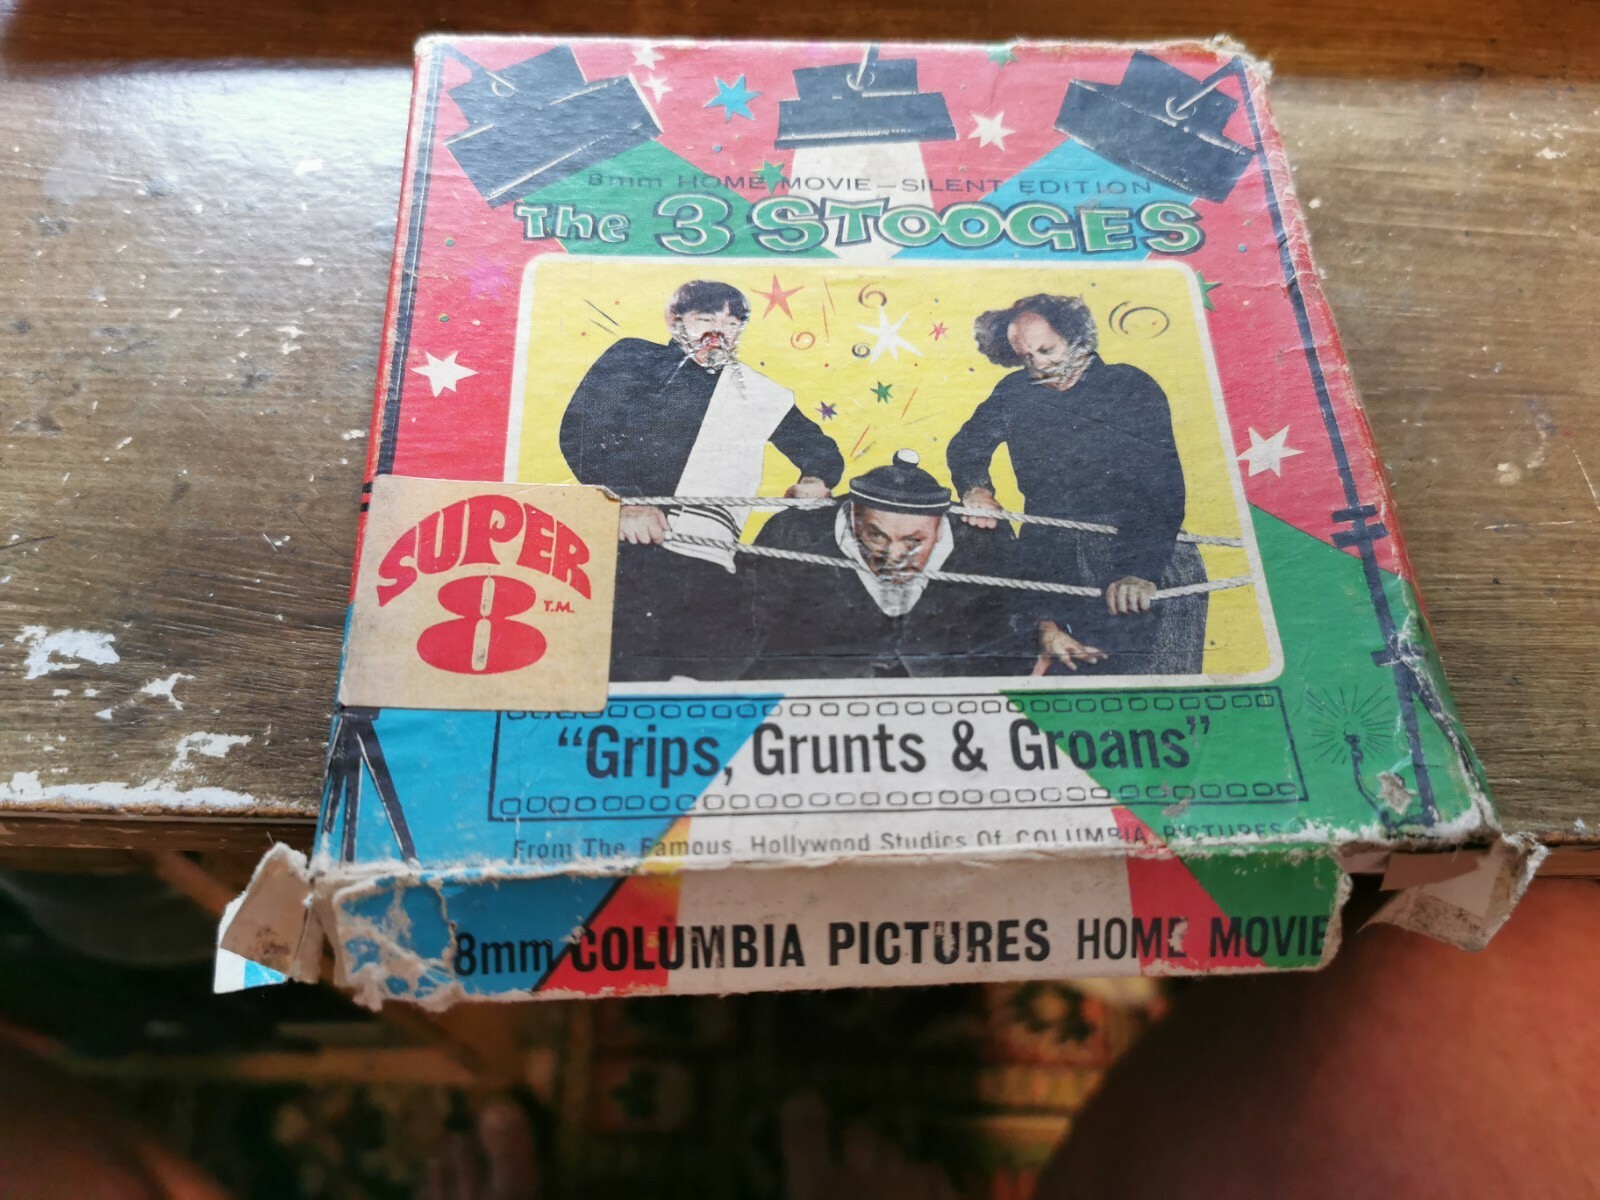 8mm HOME MOVIE — SILENT EDITION
The 3 STOOGES
SUPER
8 T.M.
"Grips, Grunts & Groans"
From The Famous Hollywood Studios Of COLUMBIA PICTURES
8mm COLUMBIA PICTURES HOME MOVIE